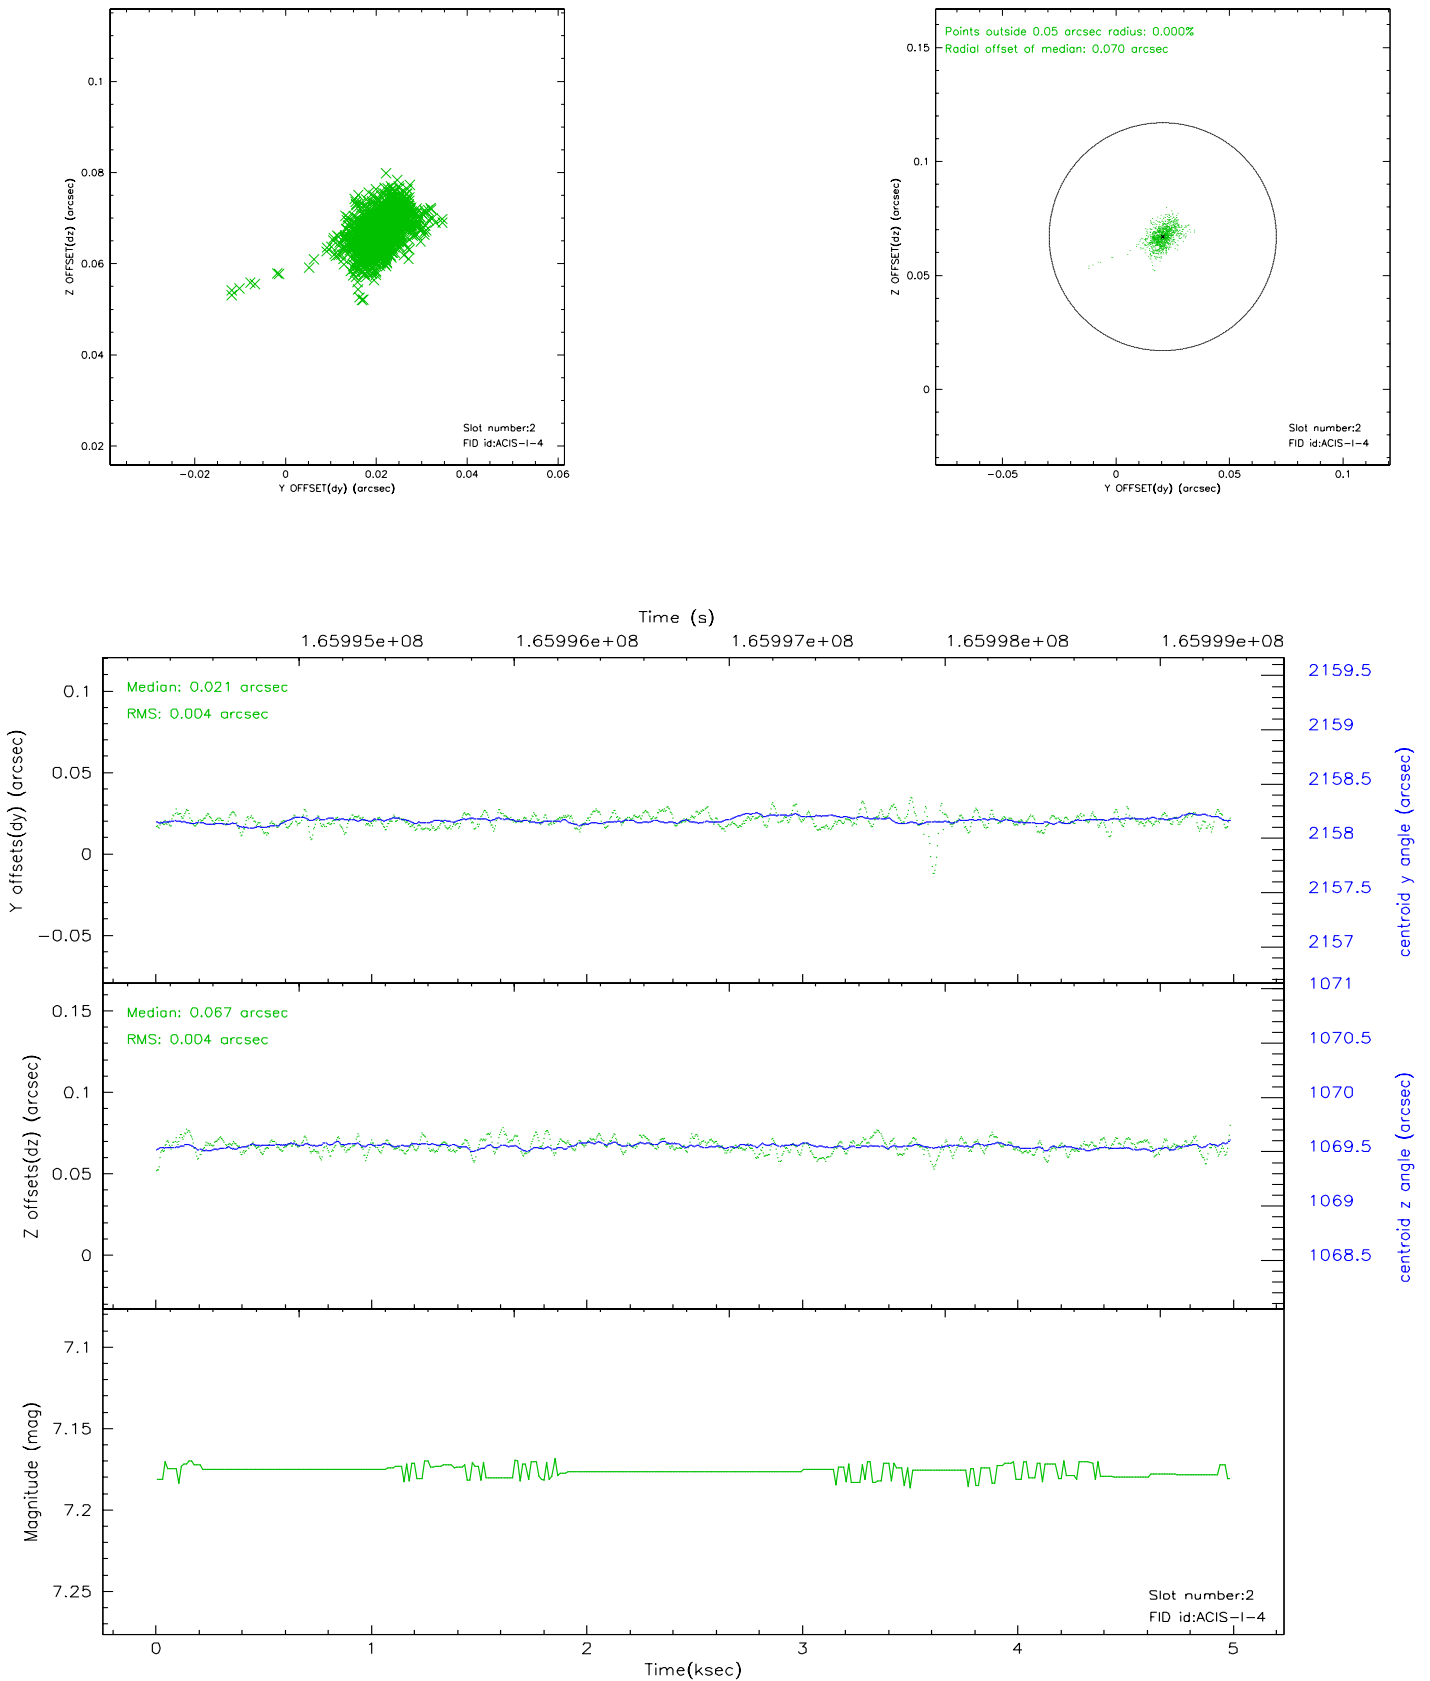 0.1
0.08
0.06
0.04
0.02
Z OFFSET(dz) (arcsec)
Slot number:2
FID id:ACIS-I-4
-0.02 0 0.02 0.04 0.06
Y OFFSET(dy) (arcsec)
Points outside 0.05 arcsec radius: 0.000%
Radial offset of median: 0.070 arcsec
0.15
0.1
0.05
0
Z OFFSET(dz) (arcsec)
Slot number:2
FID id:ACIS-I-4
-0.05 0 0.05 0.1
Y OFFSET(dy) (arcsec)
Time (s)
1.65995e+08 1.65996e+08 1.65997e+08 1.65998e+08 1.65999e+08
Median: 0.021 arcsec
RMS: 0.004 arcsec
0.1
0.05
0
-0.05
Y offsets(dy) (arcsec)
2159.5
2159
2158.5
2158
2157.5
2157
centroid y angle (arcsec)
Median: 0.067 arcsec
RMS: 0.004 arcsec
0.15
0.1
0.05
0
Z offsets(dz) (arcsec)
1071
1070.5
1070
1069.5
1069
1068.5
centroid z angle (arcsec)
7.1
7.15
7.2
7.25
Magnitude (mag)
Slot number:2
FID id:ACIS-I-4
0 1 2 3 4 5
Time(ksec)